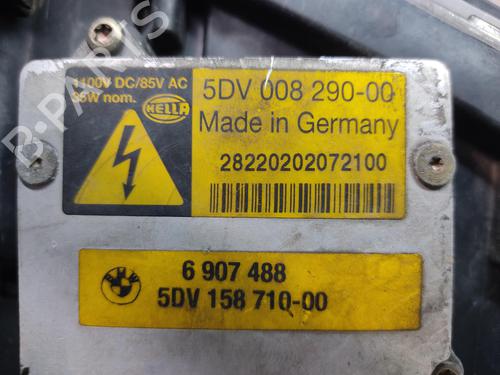 1100V DC/85V AC
35W nom.
HELLA
5DV 008 290-00
Made in Germany
28220202072100
BMW
6 907 488
5DV 158 710-00
B-PARTS